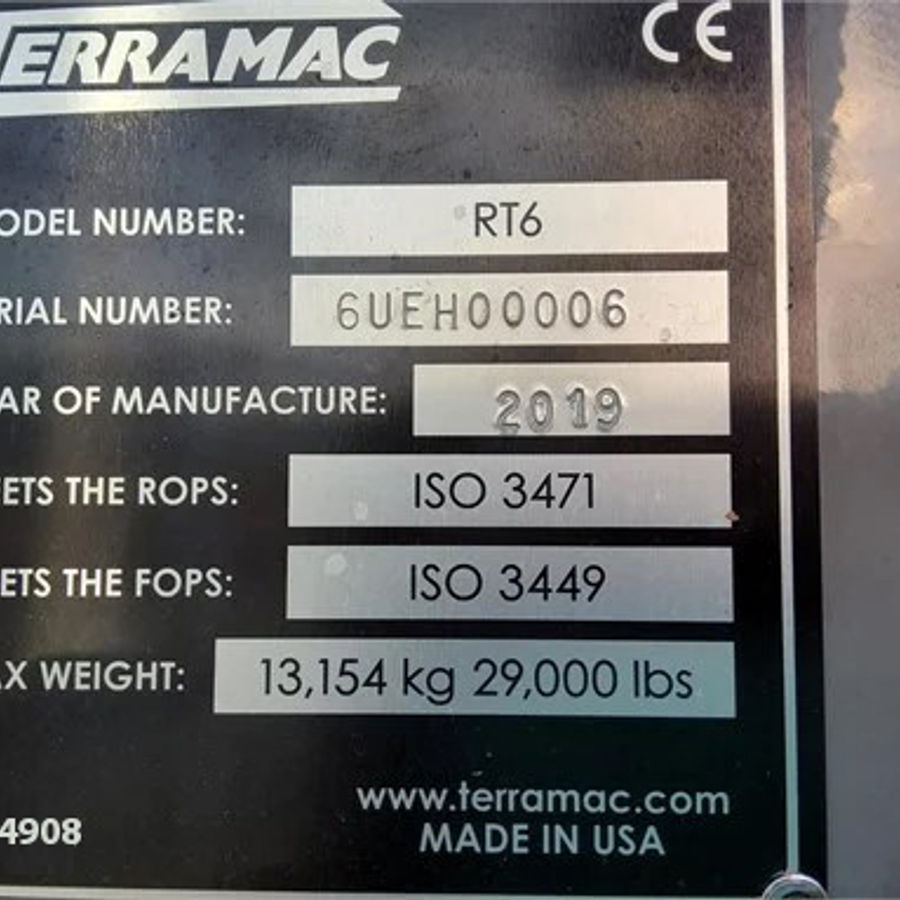 TERRAMAC
CE
ODEL NUMBER: RT6
RIAL NUMBER: 6UEH00006
AR OF MANUFACTURE: 2019
ETS THE ROPS: ISO 3471
ETS THE FOPS: ISO 3449
AX WEIGHT: 13,154 kg 29,000 lbs
www.terramac.com
4908
MADE IN USA